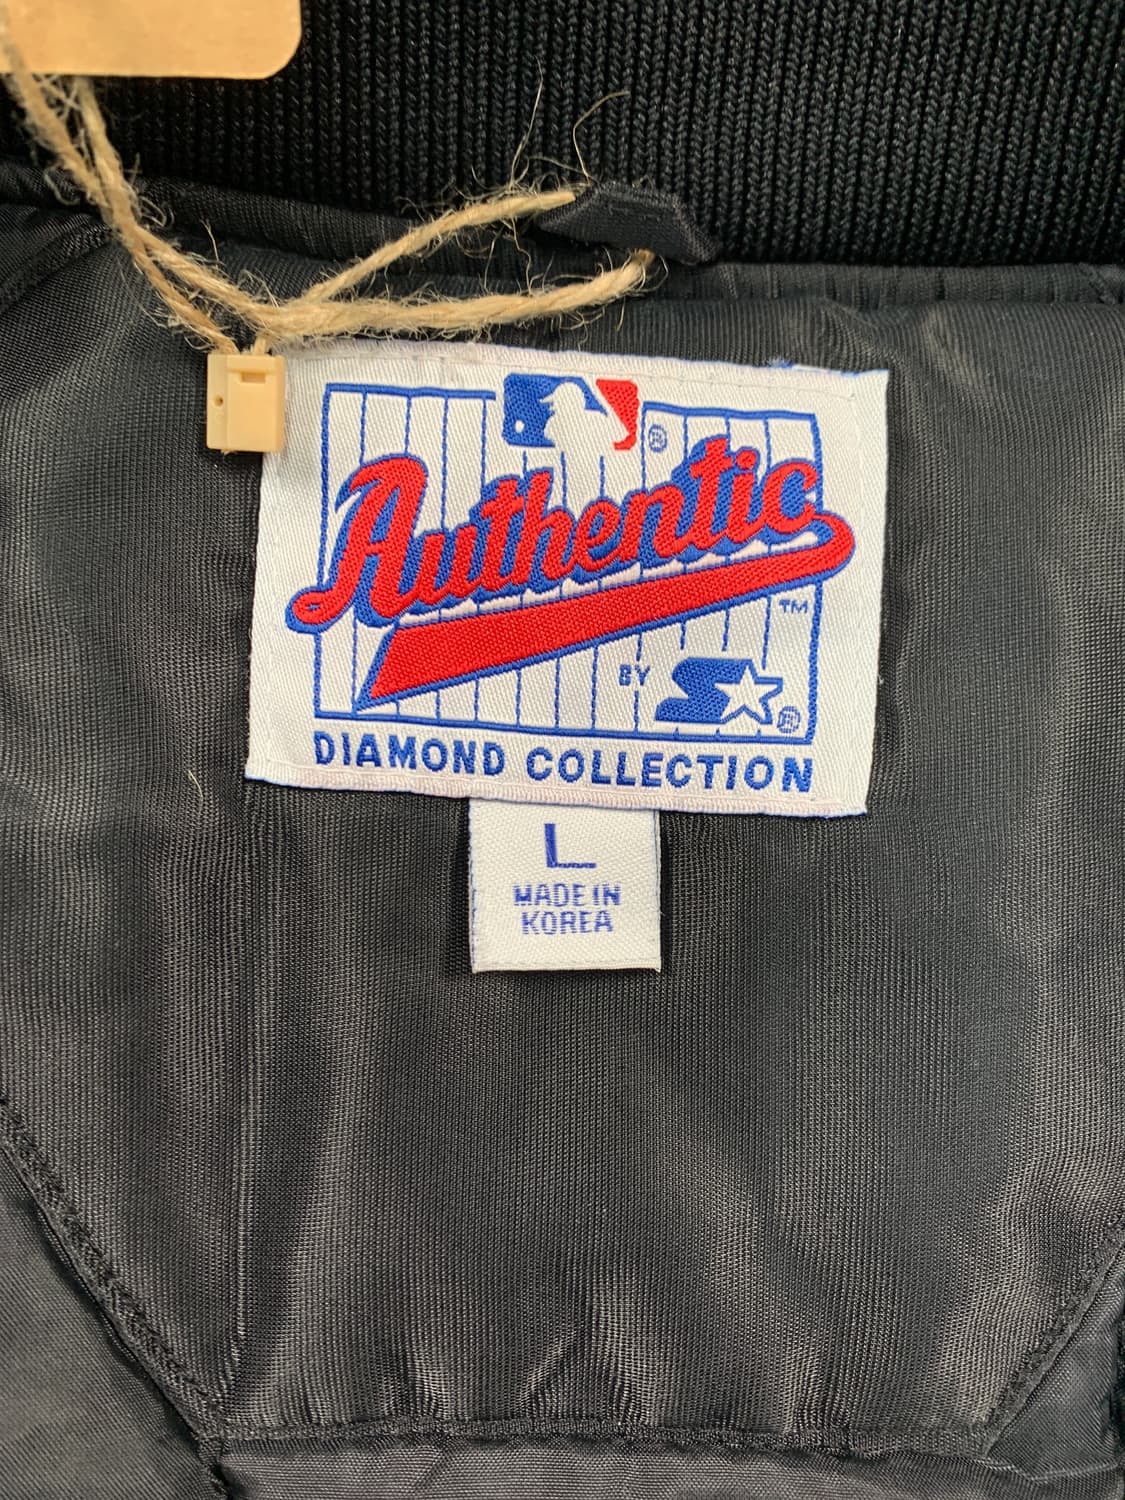 ®
Authentic
™
BY
®
DIAMOND COLLECTION
L
MADE IN
KOREA